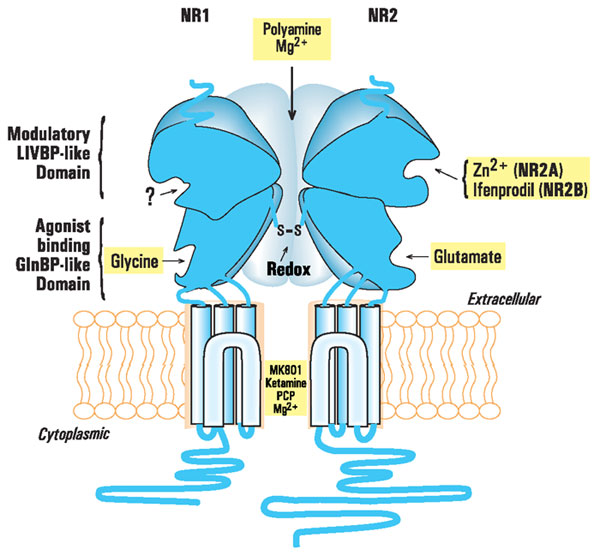 NR1
NR2
Polyamine
Mg2+
Modulatory
LIVBP-like
Domain
?
Zn2+ (NR2A)
Ifenprodil (NR2B)
Agonist
binding
GlnBP-like
Domain
Glycine
S-S
Redox
Glutamate
Extracellular
MK801
Ketamine
PCP
Mg2+
Cytoplasmic